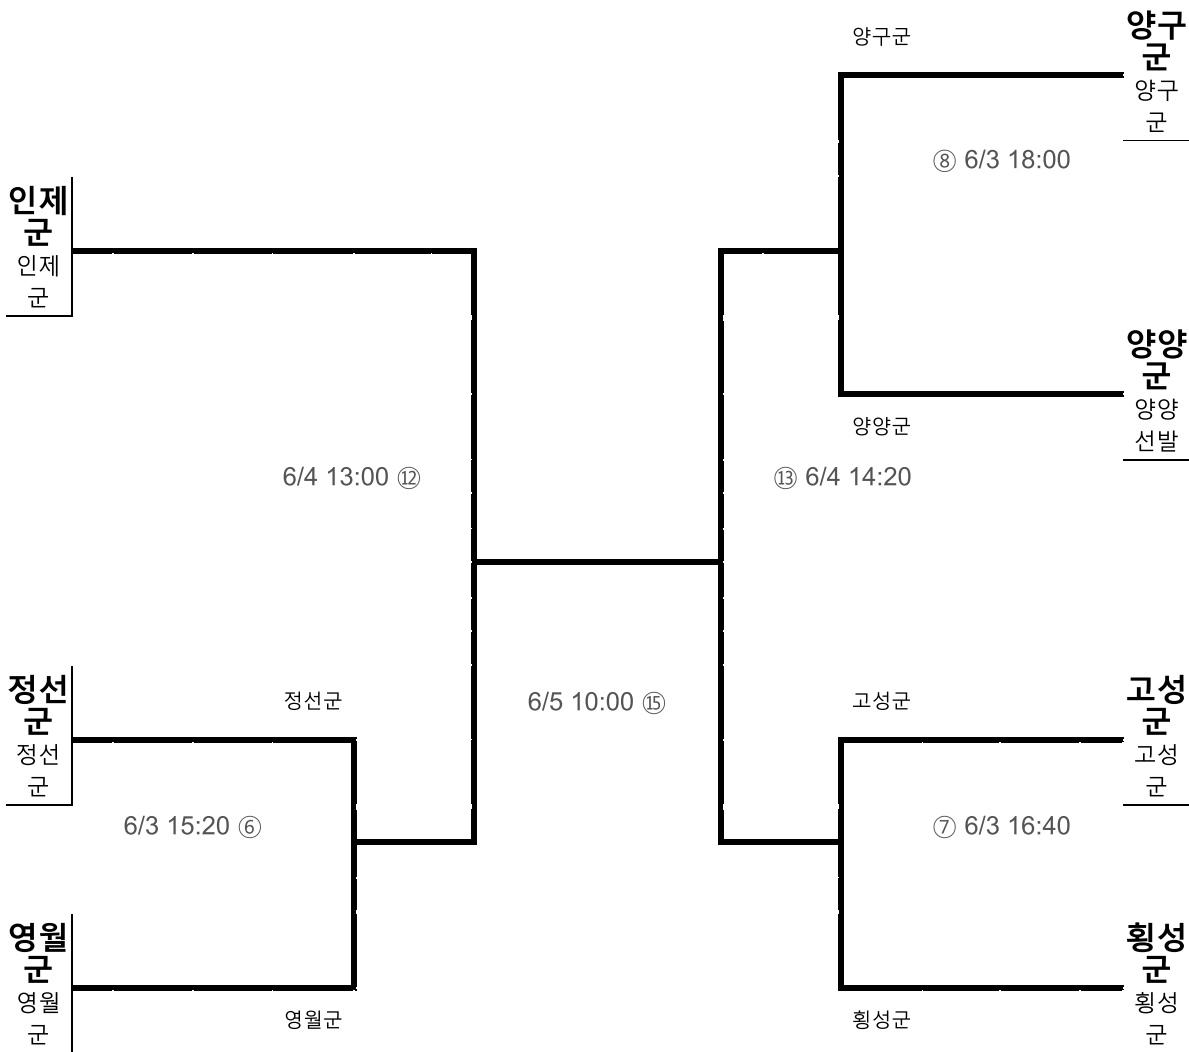 양구군
양구
군
양구
군
⑧ 6/3 18:00
인제
군
인제
군
양양
군
양양
선발
양양군
6/4 13:00 ⑫
⑬ 6/4 14:20
정선
군
정선
군
정선군
6/5 10:00 ⑮
고성군
고성
군
고성
군
6/3 15:20 ⑥
⑦ 6/3 16:40
영월
군
영월
군
영월군
횡성군
횡성
군
횡성
군